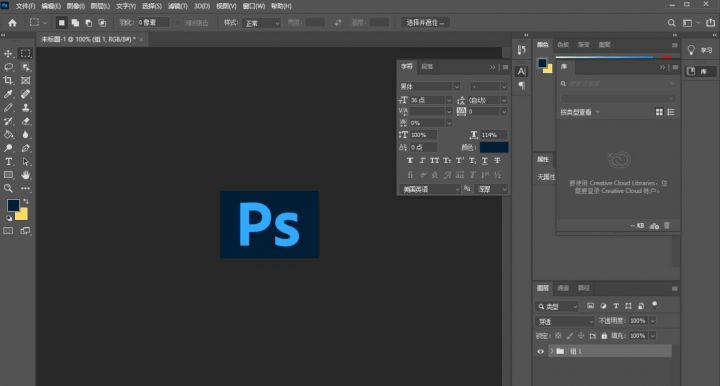 Ps
文件(F) 编辑(E) 图像(I) 图层(L) 文字(Y) 选择(S) 滤镜(T) 3D(D) 视图(V) 窗口(W) 帮助(H)
羽化: 0 像素 消除锯齿 样式: 正常 选择并遮住 ...
未标题-1 @ 100% (组 1, RGB/8#) *
字符 段落
黑体 -
36 点 (自动)
0
0%
100% 114%
0 点 颜色:
美国英语 浑厚
Ps
颜色 色板 渐变 图案
学习
库
库
按类型查看
要使用 Creative Cloud Libraries，您
需要登录 Creative Cloud 帐户。
-- KB
属性
无属性
图层 通道 路径
类型
穿透 不透明度: 100%
锁定: 填充: 100%
组 1